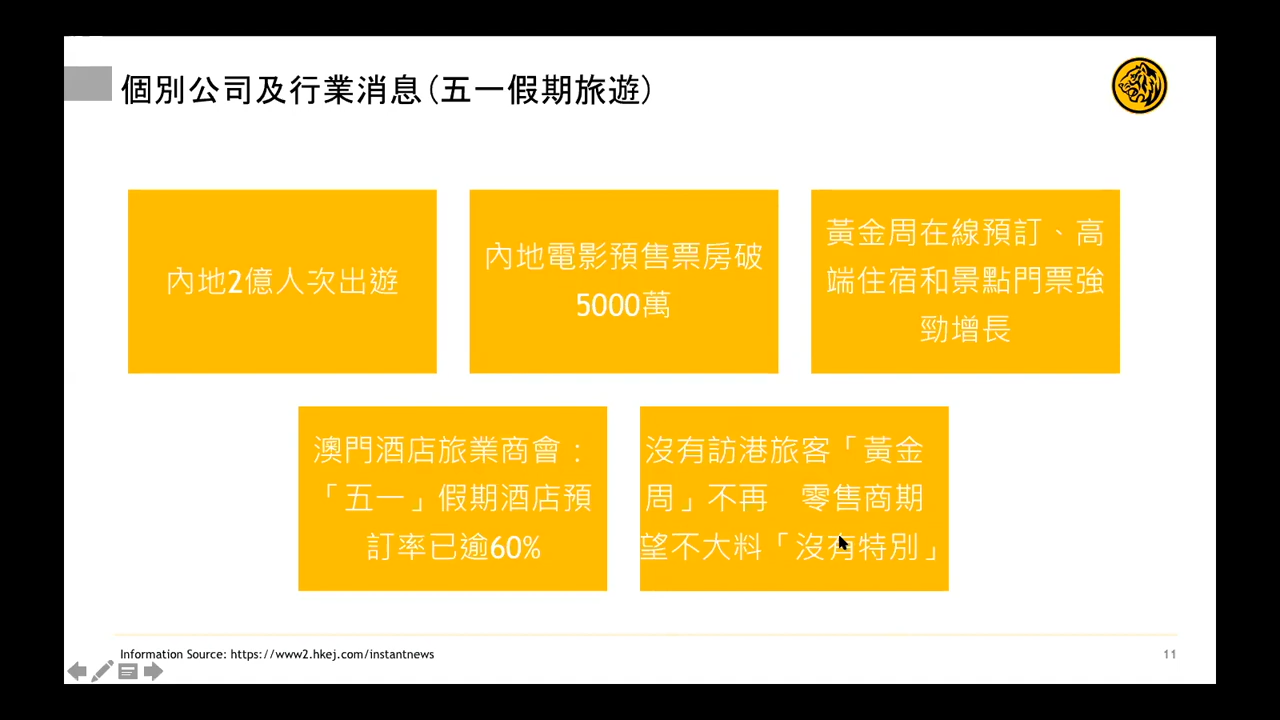 個別公司及行業消息(五一假期旅遊)
內地2億人次出遊
內地電影預售票房破
5000萬
黃金周在線預訂、高
端住宿和景點門票強
勁增長
澳門酒店旅業商會：
「五一」假期酒店預
訂率已逾60%
沒有訪港旅客「黃金
周」不再　零售商期
望不大料「沒有特別」
Information Source: https://www2.hkej.com/instantnews
11